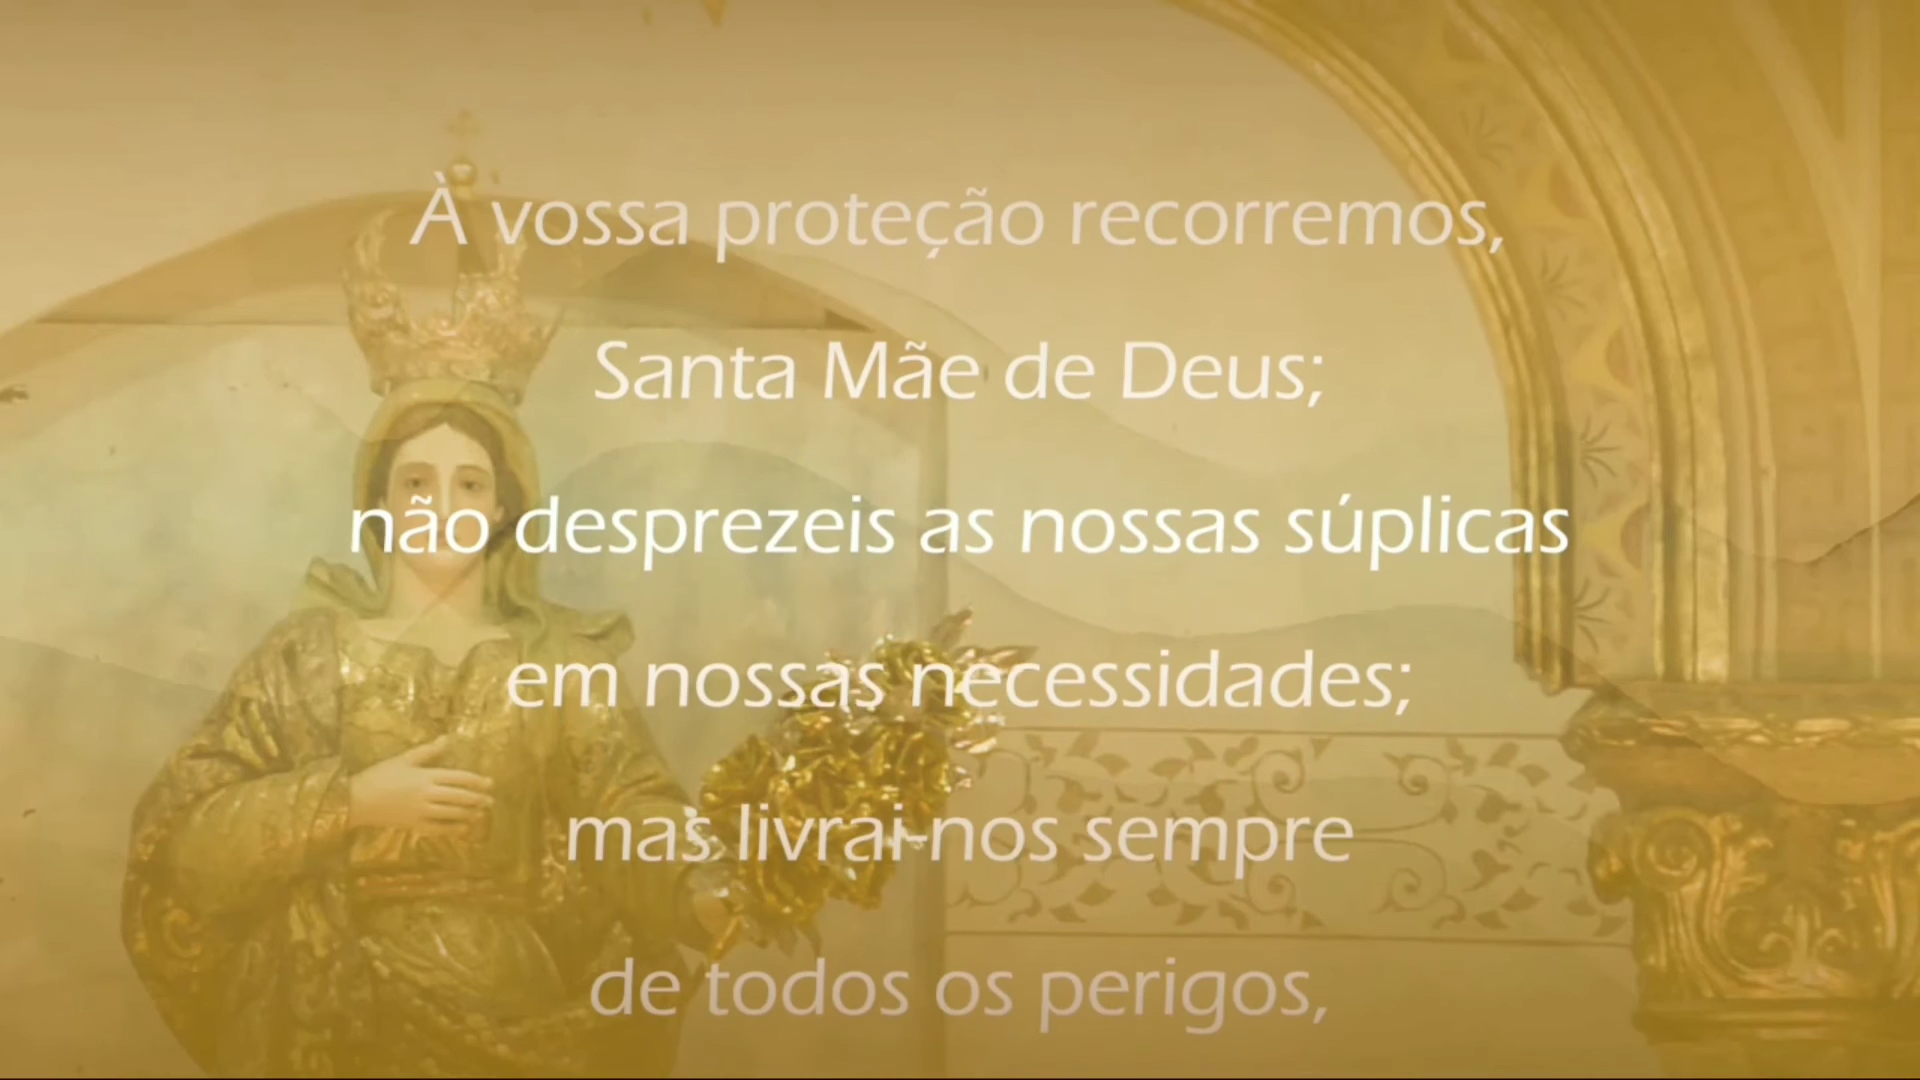 À vossa proteção recorremos,
Santa Mãe de Deus;
não desprezeis as nossas súplicas
em nossas necessidades;
mas livrai-nos sempre
de todos os perigos,